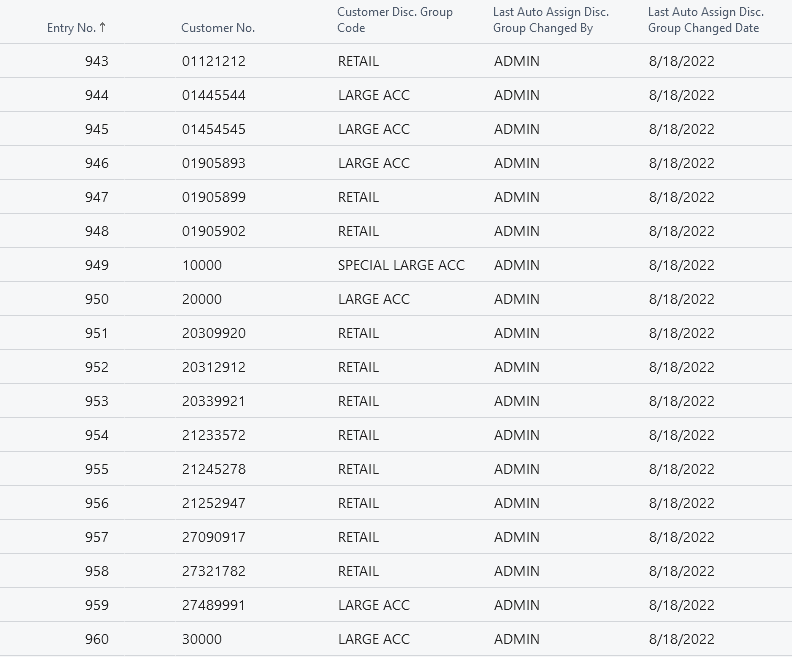 Entry No. ↑ Customer No. Customer Disc. Group Code Last Auto Assign Disc. Group Changed By Last Auto Assign Disc. Group Changed Date
943 01121212 RETAIL ADMIN 8/18/2022
944 01445544 LARGE ACC ADMIN 8/18/2022
945 01454545 LARGE ACC ADMIN 8/18/2022
946 01905893 LARGE ACC ADMIN 8/18/2022
947 01905899 RETAIL ADMIN 8/18/2022
948 01905902 RETAIL ADMIN 8/18/2022
949 10000 SPECIAL LARGE ACC ADMIN 8/18/2022
950 20000 LARGE ACC ADMIN 8/18/2022
951 20309920 RETAIL ADMIN 8/18/2022
952 20312912 RETAIL ADMIN 8/18/2022
953 20339921 RETAIL ADMIN 8/18/2022
954 21233572 RETAIL ADMIN 8/18/2022
955 21245278 RETAIL ADMIN 8/18/2022
956 21252947 RETAIL ADMIN 8/18/2022
957 27090917 RETAIL ADMIN 8/18/2022
958 27321782 RETAIL ADMIN 8/18/2022
959 27489991 LARGE ACC ADMIN 8/18/2022
960 30000 LARGE ACC ADMIN 8/18/2022